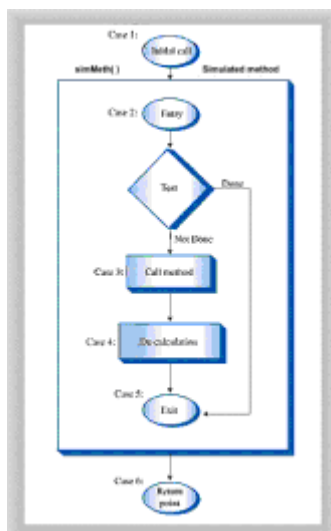 Case 1:
Initial call
simMeth( ) Simulated method
Case 2: Entry
Test
Done
Not Done
Case 3: Call method
Case 4: Do calculation
Case 5:
Exit
Case 6:
Return
point